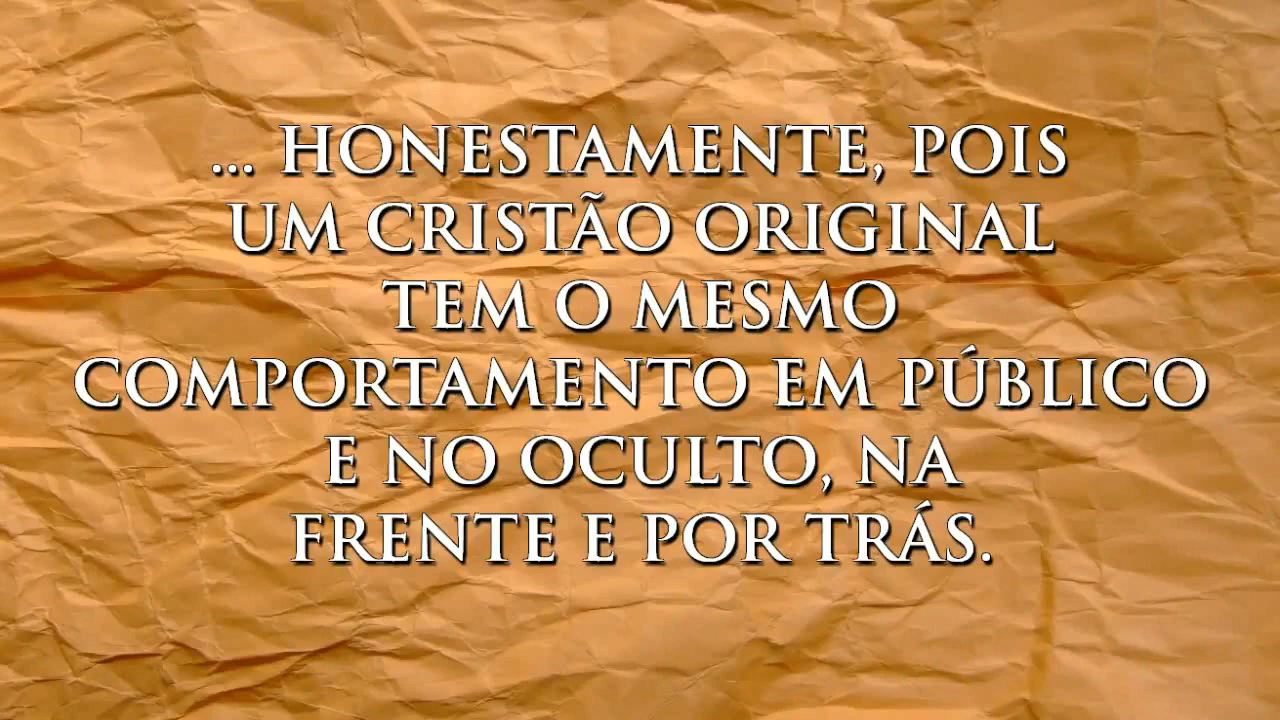 ... HONESTAMENTE, POIS
UM CRISTÃO ORIGINAL
TEM O MESMO
COMPORTAMENTO EM PÚBLICO
E NO OCULTO, NA
FRENTE E POR TRÁS.